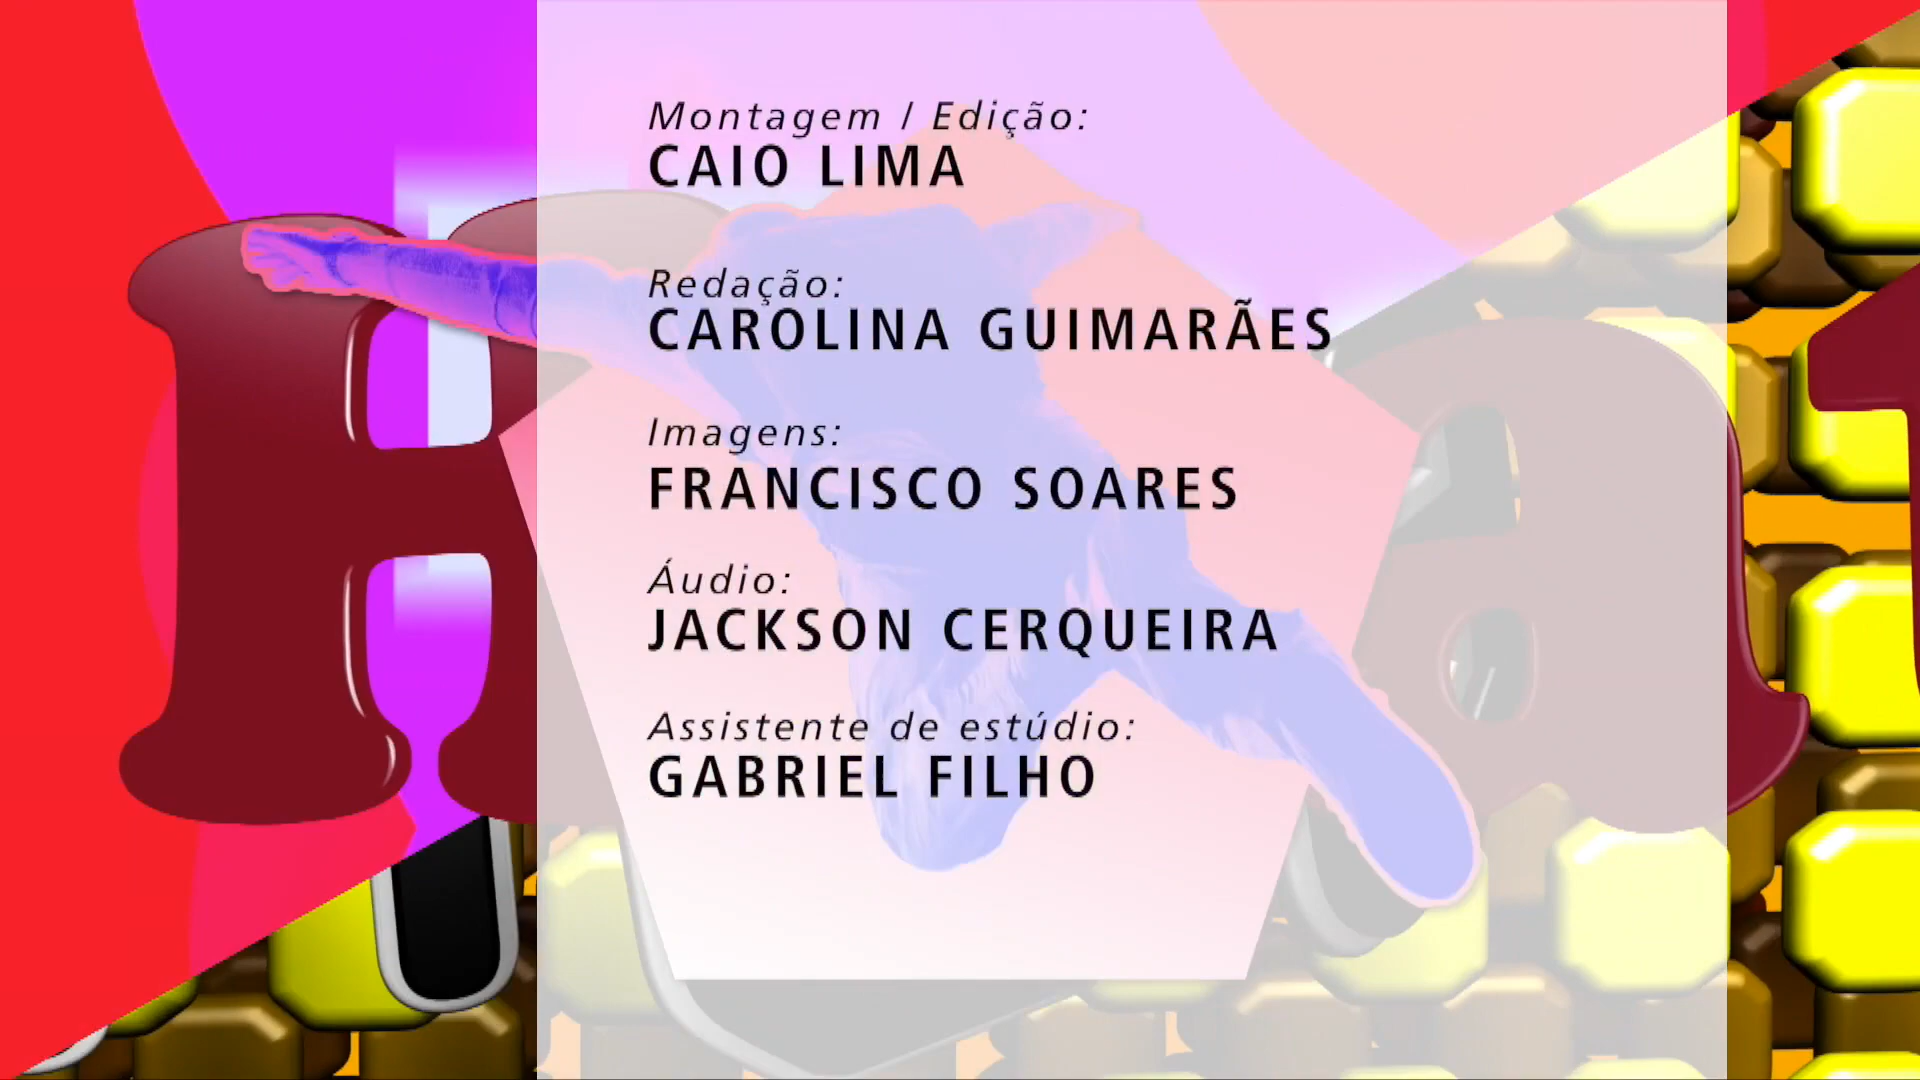 Montagem / Edição:
CAIO LIMA
Redação:
CAROLINA GUIMARÃES
Imagens:
FRANCISCO SOARES
Áudio:
JACKSON CERQUEIRA
Assistente de estúdio:
GABRIEL FILHO